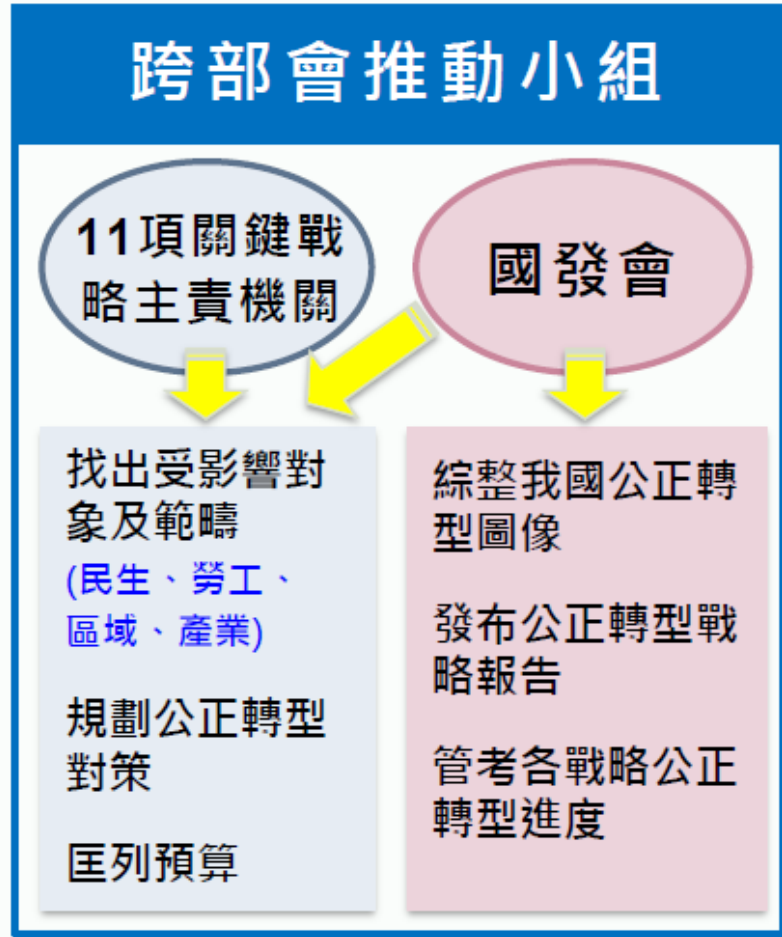 跨部會推動小組
11項關鍵戰
略主責機關
國發會
找出受影響對
象及範疇
(民生、勞工、
區域、產業)
規劃公正轉型
對策
匡列預算
綜整我國公正轉
型圖像
發布公正轉型戰
略報告
管考各戰略公正
轉型進度